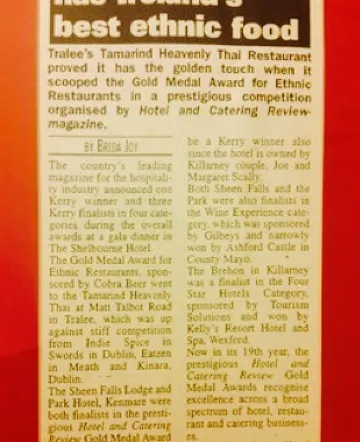 has Ireland's
best ethnic food
Tralee's Tamarind Heavenly Thai Restaurant
proved it has the golden touch when it
scooped the Gold Medal Award for Ethnic
Restaurants in a prestigious competition
organised by Hotel and Catering Review
magazine.
BY BREDA JOY
The country's leading
magazine for the hospital-
ity industry announced one
Kerry winner and three
Kerry finalists in four cate-
gories during the overall
awards at a gala dinner in
The Shelbourne Hotel.
The Gold Medal Award for
Ethnic Restaurants, spon-
sored by Cobra Beer went
to the Tamarind Heavenly
Thai at Matt Talbot Road
in Tralee, which was up
against stiff competition
from Indie Spice in
Swords in Dublin, Eatzen
in Meath and Kinara,
Dublin.
The Sheen Falls Lodge and
Park Hotel, Kenmare were
both finalists in the presti-
gious Hotel and Catering
Review Gold Medal Award
be a Kerry winner also
since the hotel is owned by
Killarney couple, Joe and
Margaret Scally.
Both Sheen Falls and the
Park were also finalists in
the Wine Experience cate-
gory, which was sponsored
by Gilbeys and narrowly
won by Ashford Castle in
County Mayo.
The Brehon in Killarney
was a finalist in the Four
Star Hotels Category,
sponsored by Tourism
Solutions and won by
Kelly's Resort Hotel and
Spa, Wexford.
Now in its 19th year, the
prestigious Hotel and
Catering Review Gold
Medal Awards recognise
excellence across a broad
spectrum of hotel, restau-
rant and catering business-
es.